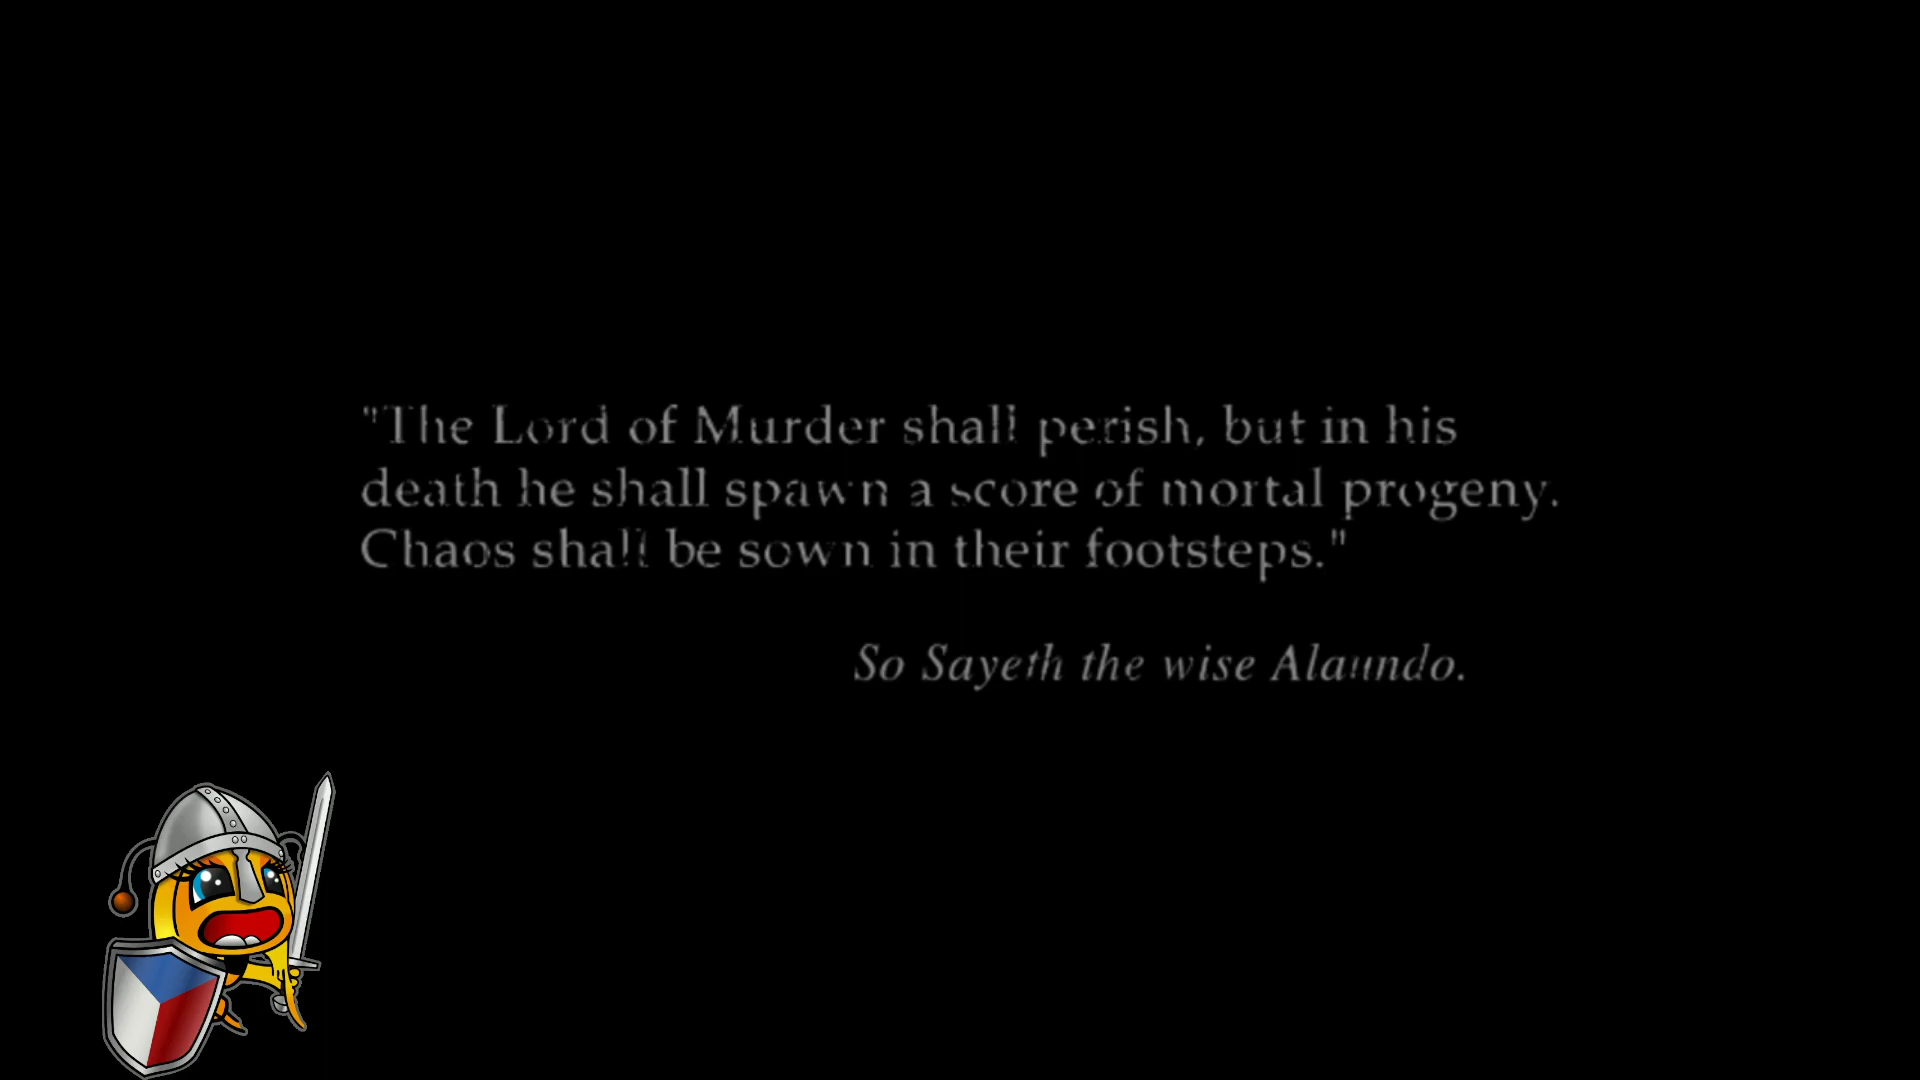 "The Lord of Murder shall perish, but in his
death he shall spawn a score of mortal progeny.
Chaos shall be sown in their footsteps."
So Sayeth the wise Alaundo.